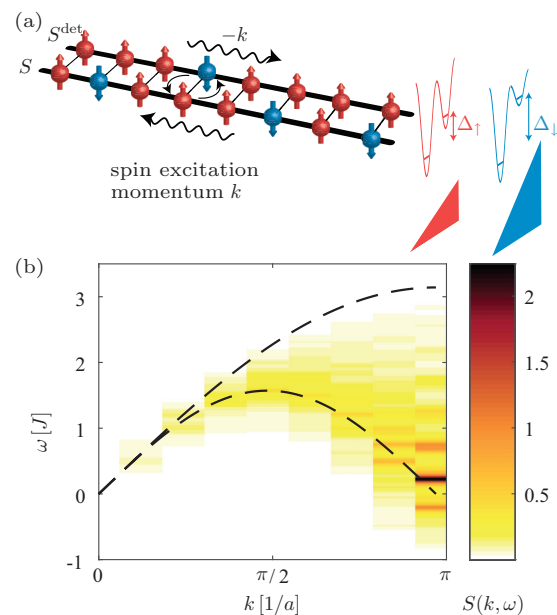 (a)
S^det
S
−k
spin excitation
momentum k
Δ↑
Δ↓
(b)
3
2
1
0
-1
ω [J]
0
π/2
π
k [1/a]
2
1.5
1
0.5
S(k, ω)